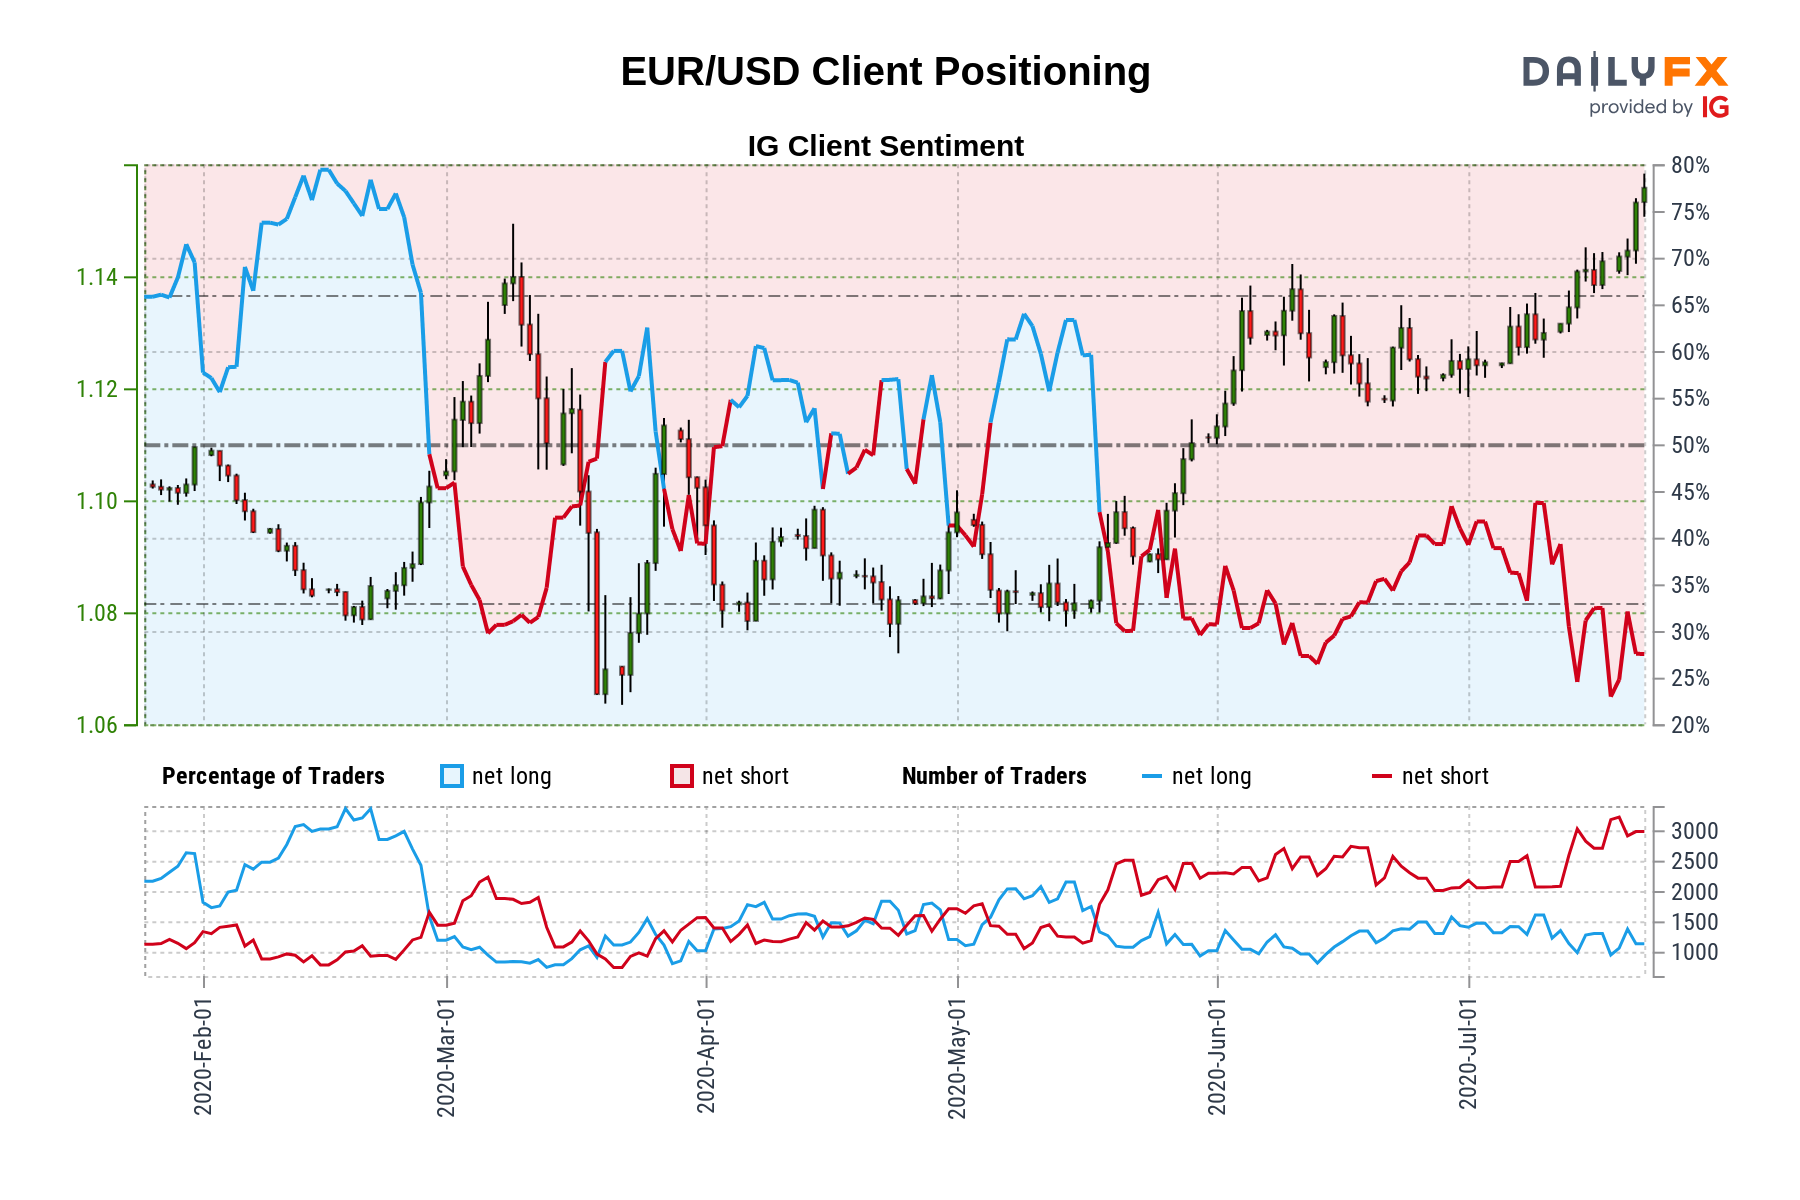 EUR/USD Client Positioning
DAILYFX
provided by IG
IG Client Sentiment
1.14
1.12
1.10
1.08
1.06
80%
75%
70%
65%
60%
55%
50%
45%
40%
35%
30%
25%
20%
Percentage of Traders net long net short Number of Traders net long net short
3000
2500
2000
1500
1000
2020-Feb-01
2020-Mar-01
2020-Apr-01
2020-May-01
2020-Jun-01
2020-Jul-01